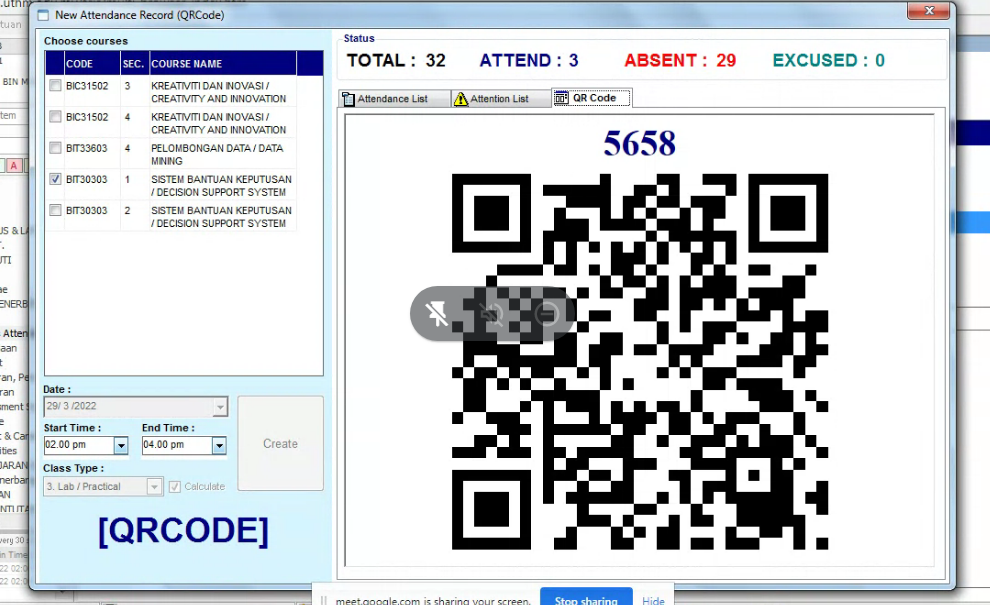 New Attendance Record (QRCode)
Choose courses
CODE SEC. COURSE NAME
BIC31502 3 KREATIVITI DAN INOVASI /
CREATIVITY AND INNOVATION
BIC31502 4 KREATIVITI DAN INOVASI /
CREATIVITY AND INNOVATION
BIT33603 4 PELOMBONGAN DATA / DATA
MINING
BIT30303 1 SISTEM BANTUAN KEPUTUSAN
/ DECISION SUPPORT SYSTEM
BIT30303 2 SISTEM BANTUAN KEPUTUSAN
/ DECISION SUPPORT SYSTEM
Date :
29/ 3 /2022
Start Time : End Time :
02.00 pm 04.00 pm
Create
Class Type :
3. Lab / Practical Calculate
[QRCODE]
Status
TOTAL : 32 ATTEND : 3 ABSENT : 29 EXCUSED : 0
Attendance List Attention List QR Code
5658
meet.google.com is sharing your screen. Stop sharing Hide